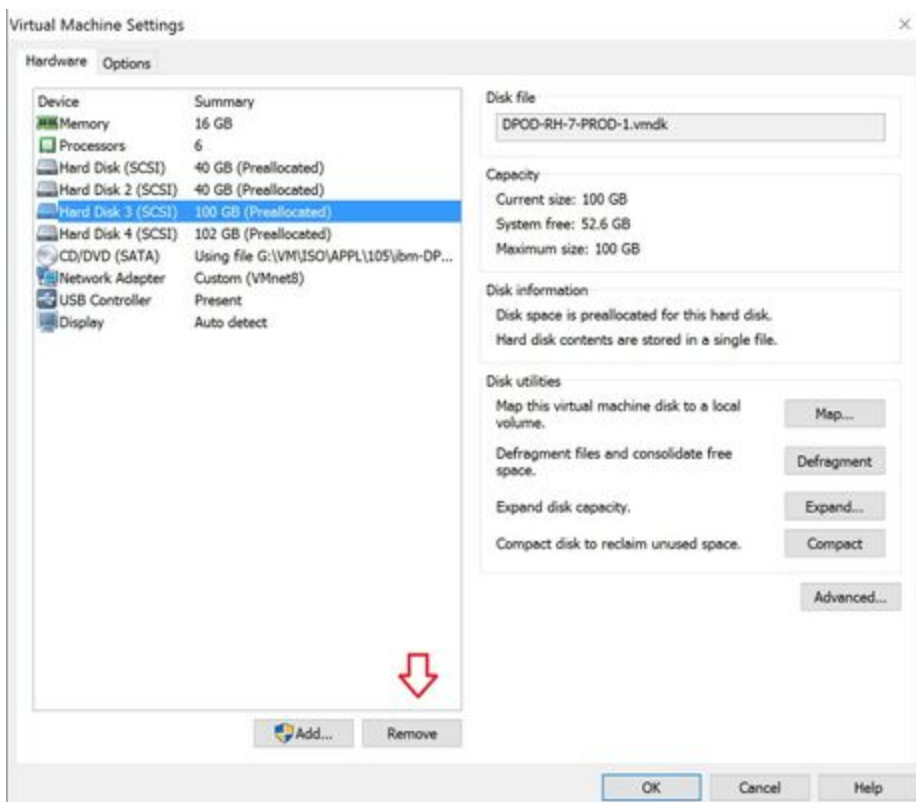 Virtual Machine Settings
Hardware Options
Device Summary
Memory 16 GB
Processors 6
Hard Disk (SCSI) 40 GB (Preallocated)
Hard Disk 2 (SCSI) 40 GB (Preallocated)
Hard Disk 3 (SCSI) 100 GB (Preallocated)
Hard Disk 4 (SCSI) 102 GB (Preallocated)
CD/DVD (SATA) Using file G:\VM\ISO\APPL\105\ibm-DP...
Network Adapter Custom (VMnet8)
USB Controller Present
Display Auto detect
Add... Remove
Disk file
DPOD-RH-7-PROD-1.vmdk
Capacity
Current size: 100 GB
System free: 52.6 GB
Maximum size: 100 GB
Disk information
Disk space is preallocated for this hard disk.
Hard disk contents are stored in a single file.
Disk utilities
Map this virtual machine disk to a local
volume.
Map...
Defragment files and consolidate free
space.
Defragment
Expand disk capacity.
Expand...
Compact disk to reclaim unused space.
Compact
Advanced...
OK Cancel Help